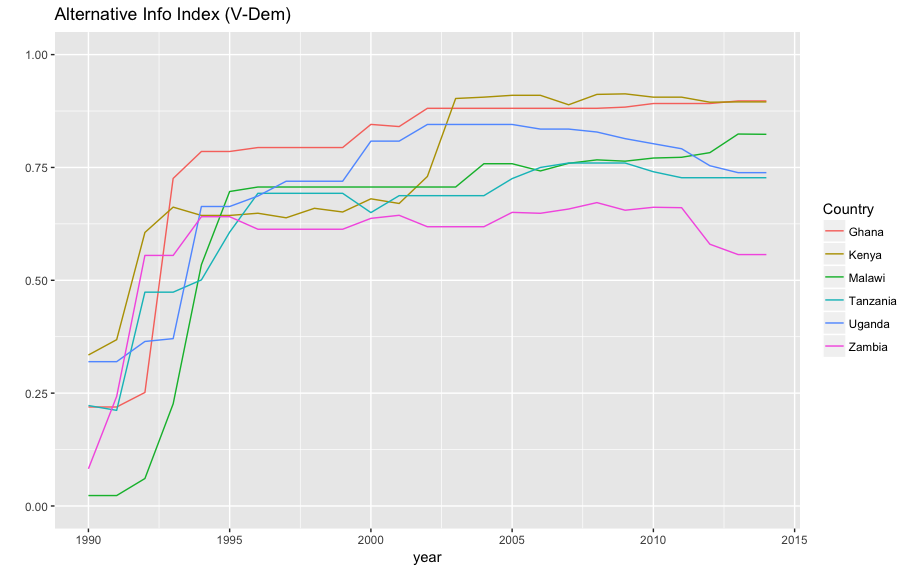 Alternative Info Index (V-Dem)
1.00
0.75
0.50
0.25
0.00
1990 1995 2000 2005 2010 2015
year
Country
Ghana
Kenya
Malawi
Tanzania
Uganda
Zambia